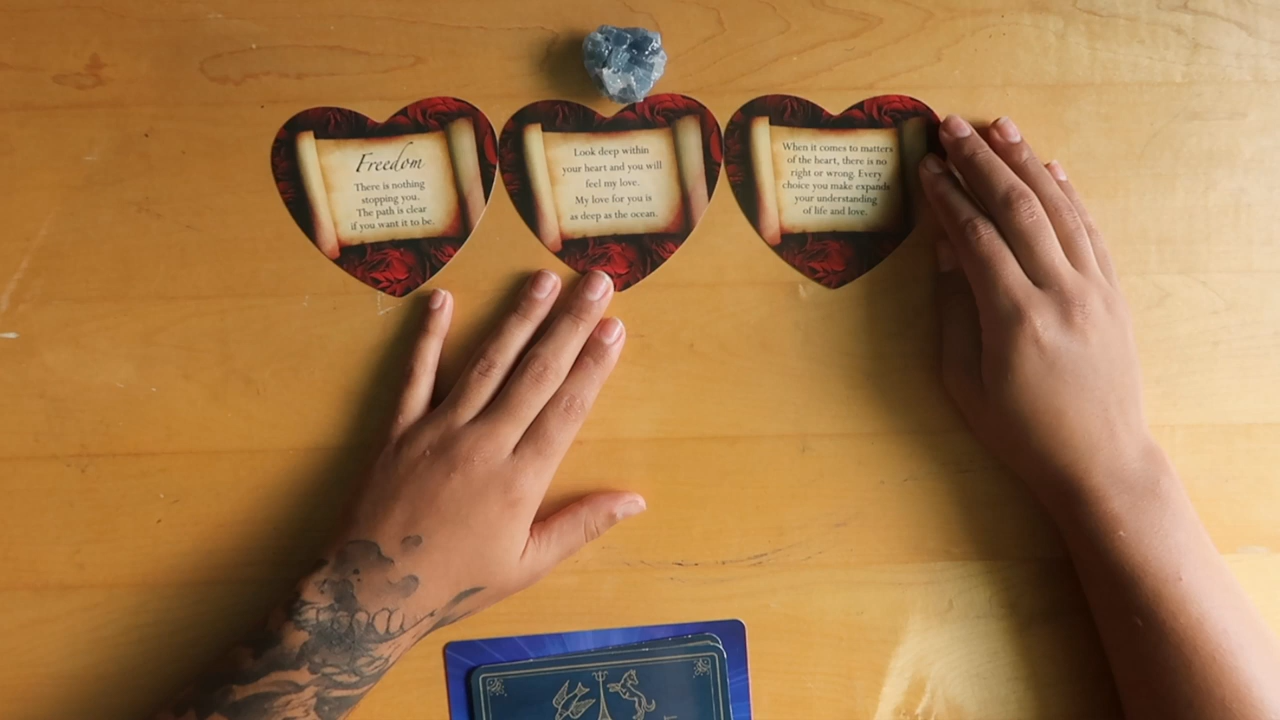 Freedom
There is nothing
stopping you.
The path is clear
if you want it to be.
Look deep within
your heart and you will
feel my love.
My love for you is
as deep as the ocean.
When it comes to matters
of the heart, there is no
right or wrong. Every
choice you make expands
your understanding
of life and love.